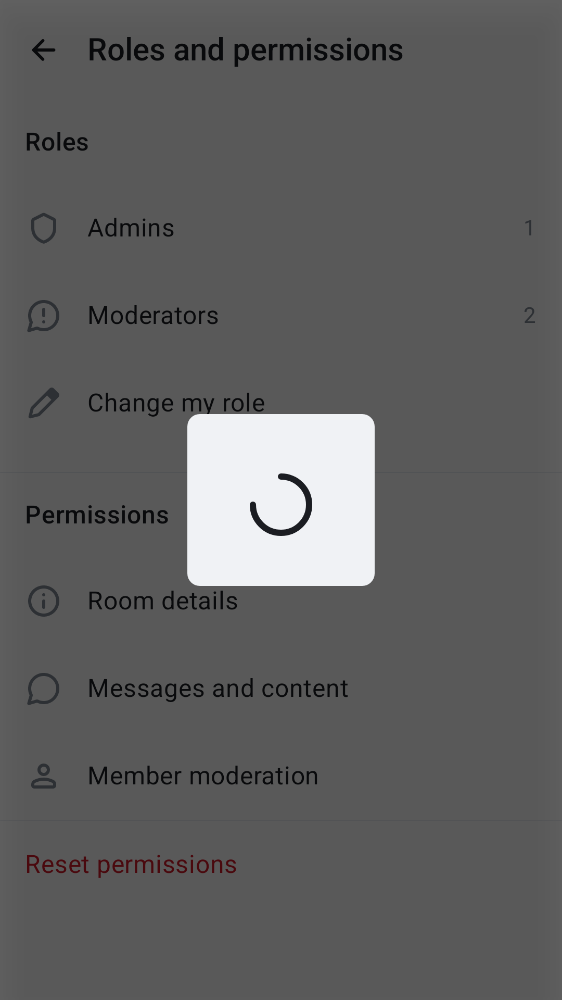 Roles and permissions
Roles
Admins 1
Moderators 2
Change my role
Permissions
Room details
Messages and content
Member moderation
Reset permissions